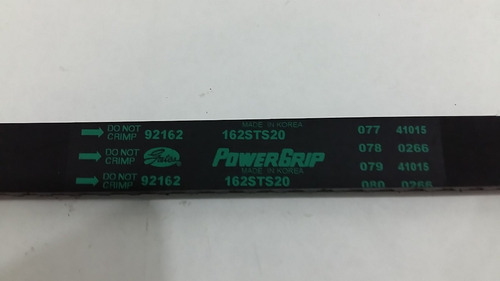 MADE IN KOREA
DO NOT CRIMP 92162 162STS20 077 41015
DO NOT CRIMP Gates POWERGRIP 078 0266
MADE IN KOREA
DO NOT CRIMP 92162 162STS20 079 41015
080 0266